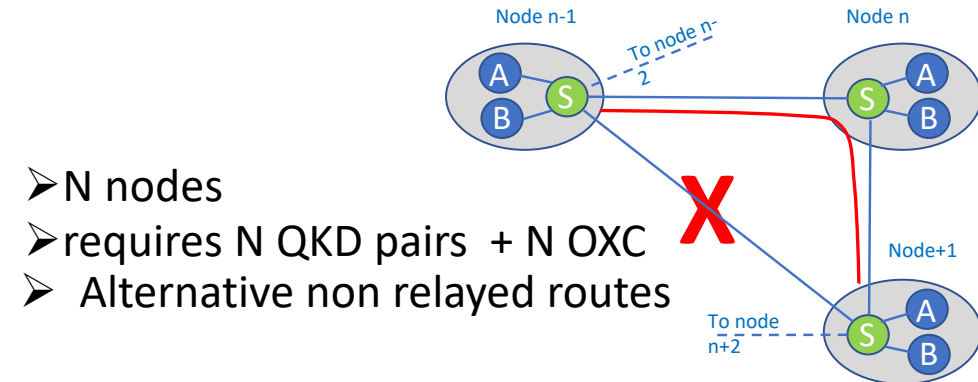 Node n-1
Node n
To node n-
2
A
B
S
A
S
B
X
➢N nodes
➢requires N QKD pairs + N OXC
➢ Alternative non relayed routes
Node+1
To node
n+2
A
S
B